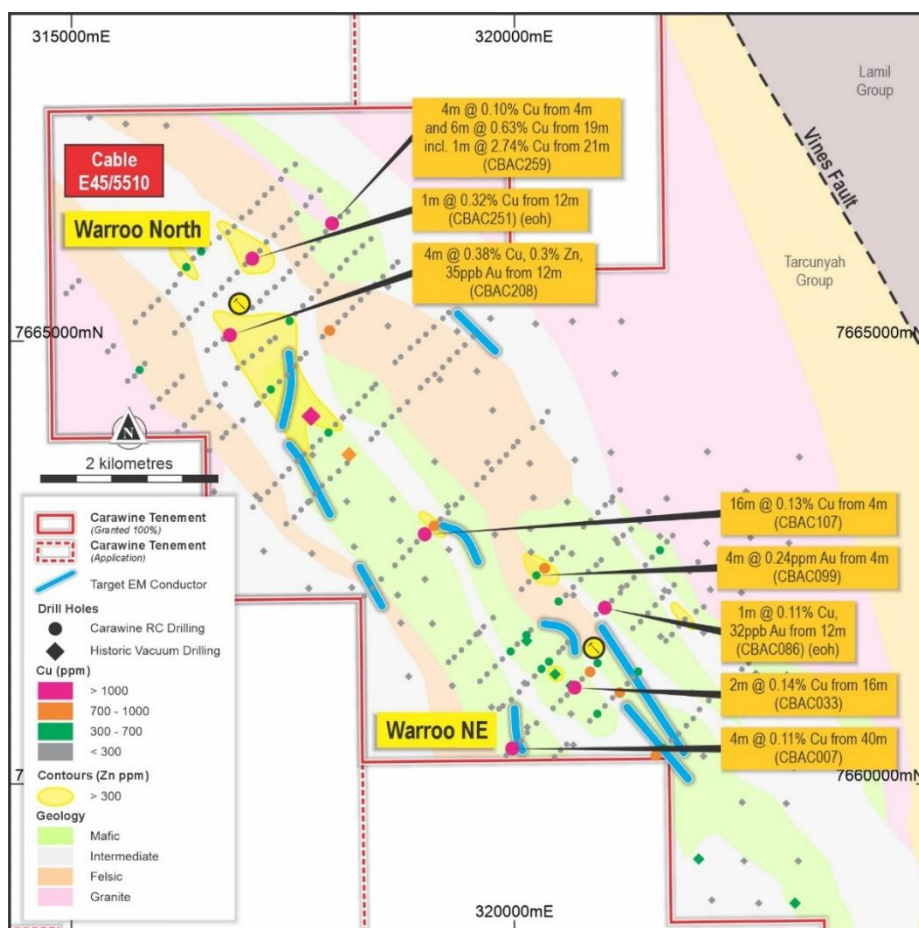 315000mE
320000mE
Lamil
Group
Vines Fault
Tarcunyah
Group
4m @ 0.10% Cu from 4m
and 6m @ 0.63% Cu from 19m
incl. 1m @ 2.74% Cu from 21m
(CBAC259)
Cable
E45/5510
Warroo North
1m @ 0.32% Cu from 12m
(CBAC251) (eoh)
4m @ 0.38% Cu, 0.3% Zn,
35ppb Au from 12m
(CBAC208)
7665000mN
7665000mN
N
2 kilometres
16m @ 0.13% Cu from 4m
(CBAC107)
4m @ 0.24ppm Au from 4m
(CBAC099)
1m @ 0.11% Cu,
32ppb Au from 12m
(CBAC086) (eoh)
2m @ 0.14% Cu from 16m
(CBAC033)
Warroo NE
4m @ 0.11% Cu from 40m
(CBAC007)
7660000mN
320000mE
Carawine Tenement
(Granted 100%)
Carawine Tenement
(Application)
Target EM Conductor
Drill Holes
Carawine RC Drilling
Historic Vacuum Drilling
Cu (ppm)
> 1000
700 - 1000
300 - 700
< 300
Contours (Zn ppm)
> 300
Geology
Mafic
Intermediate
Felsic
Granite